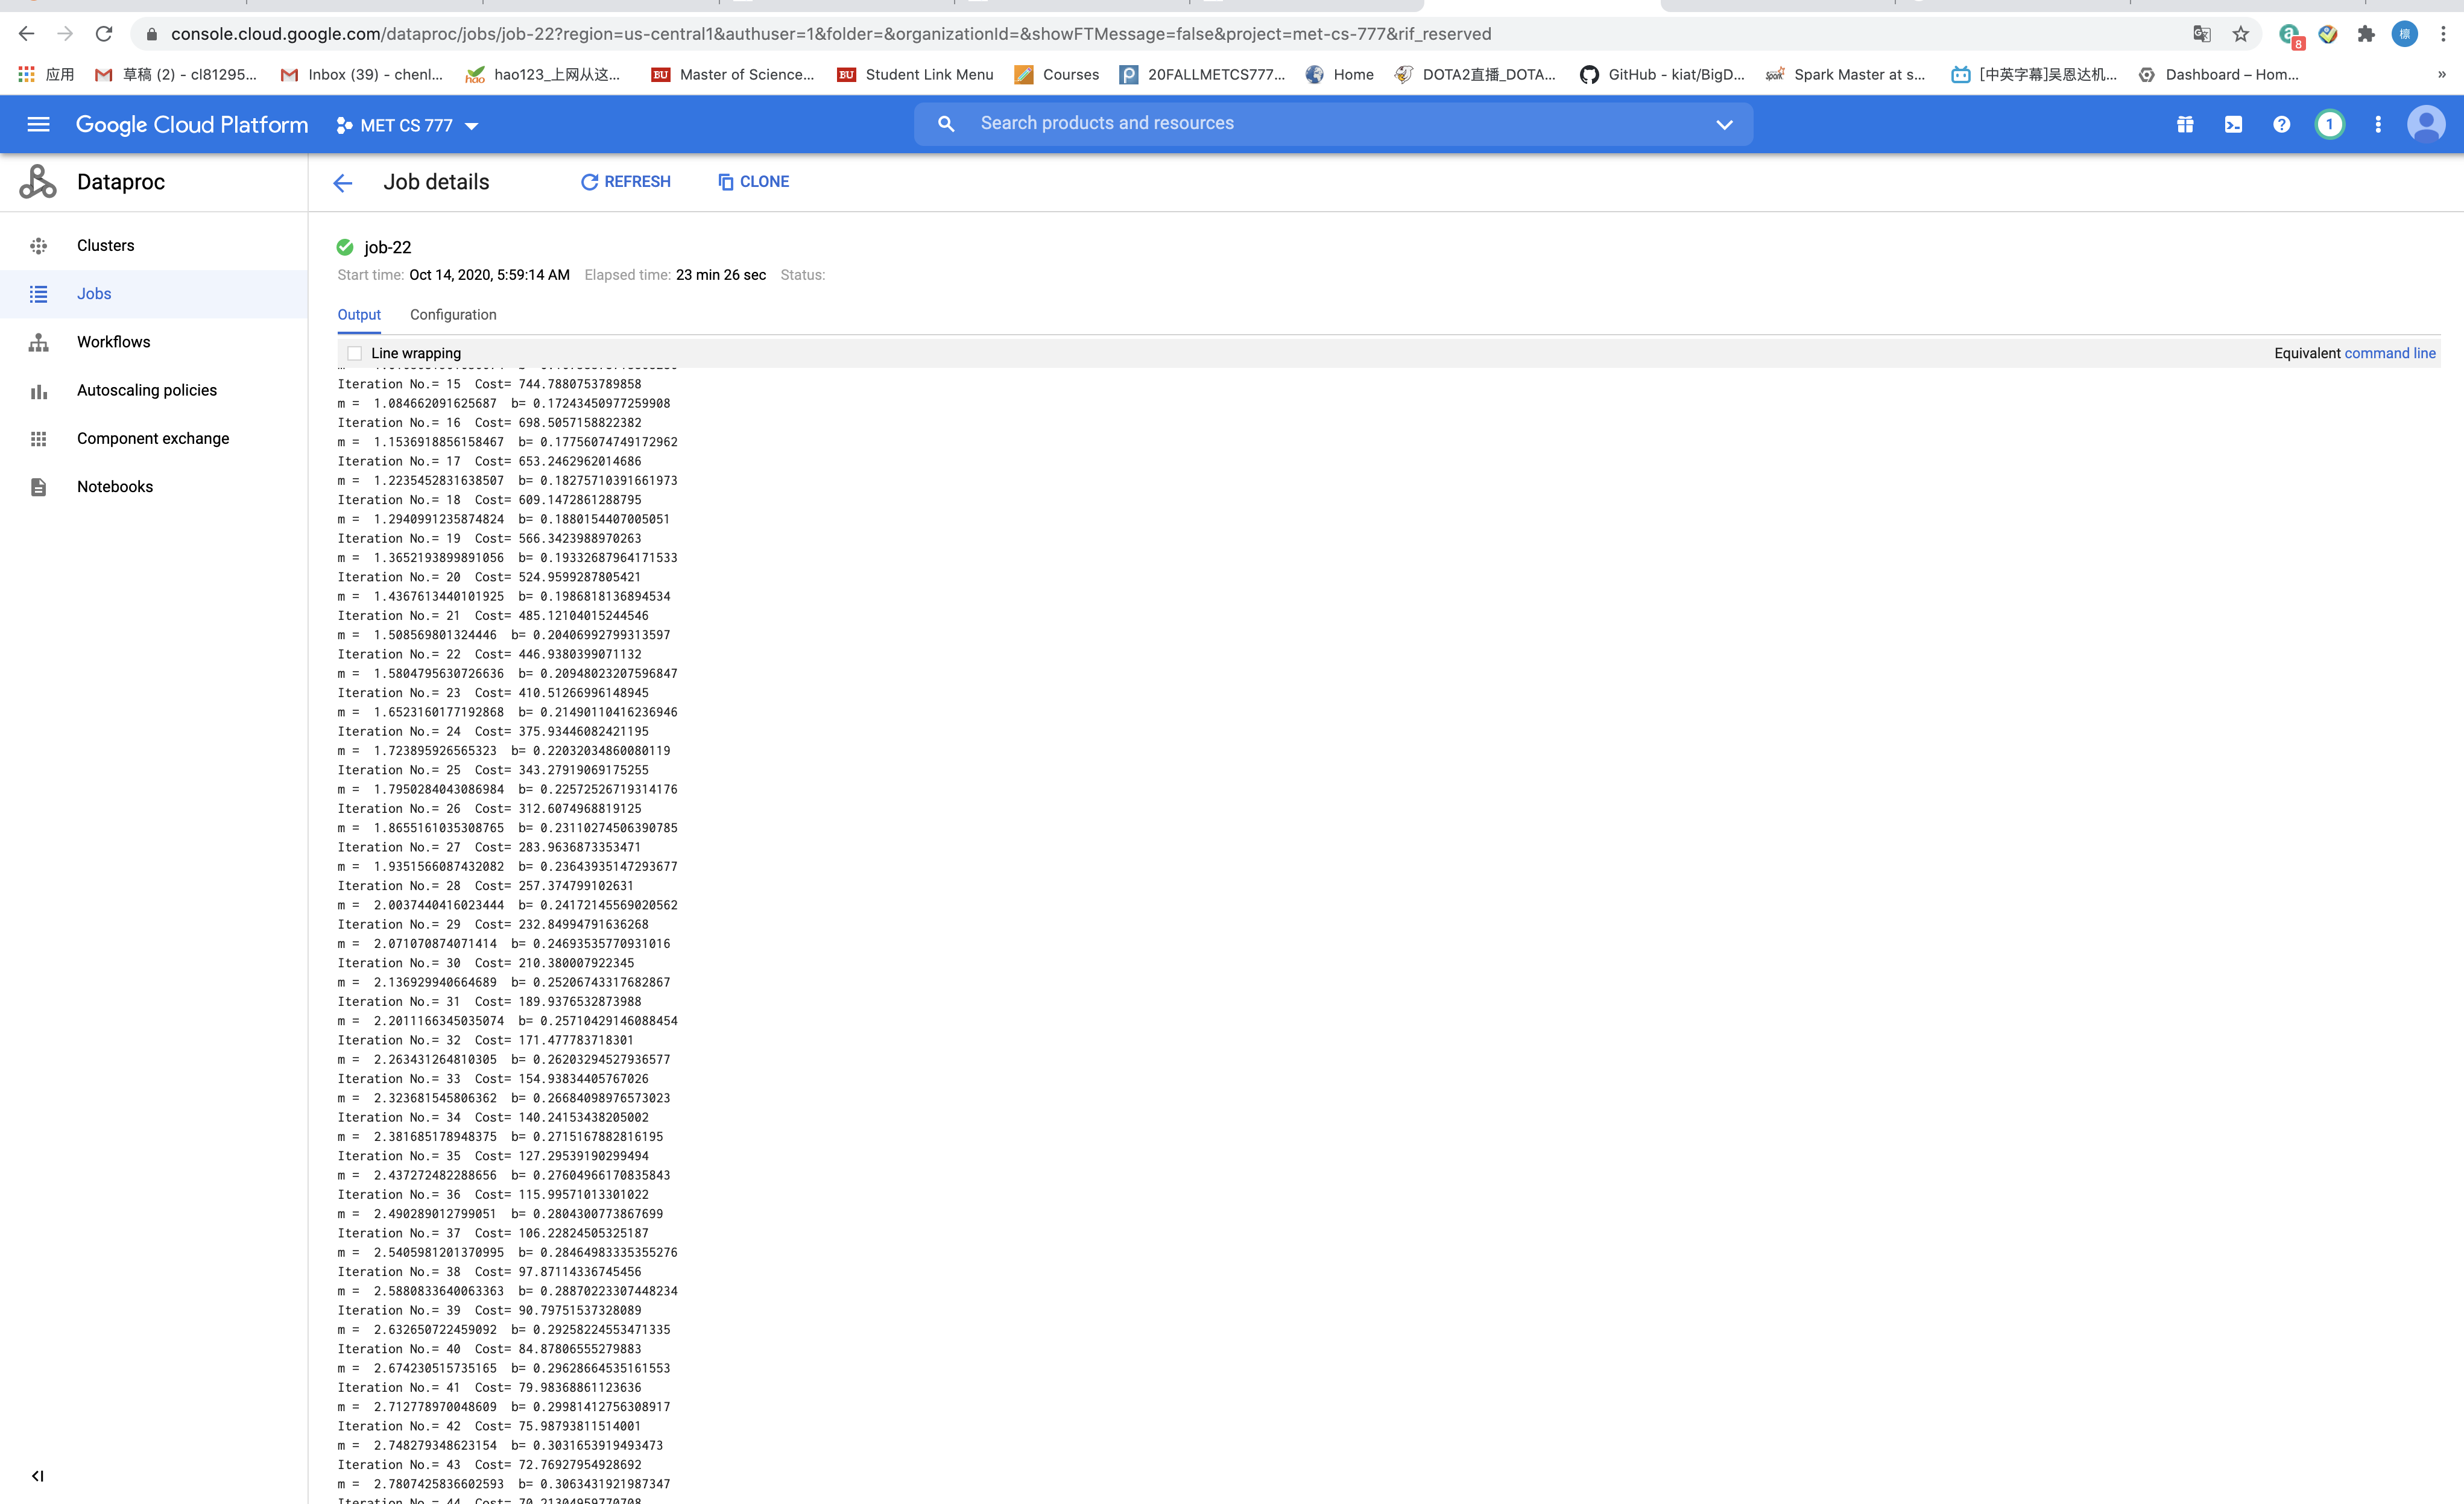 console.cloud.google.com/dataproc/jobs/job-22?region=us-central1&authuser=1&folder=&organizationId=&showFTMessage=false&project=met-cs-777&rif_reserved
8
標
应用
草稿 (2) - cl81295...
Inbox (39) - chenl...
hao123_上网从这...
BU Master of Science...
BU Student Link Menu
Courses
20FALLMETCS777...
Home
DOTA2直播_DOTA...
GitHub - kiat/BigD...
Spark Master at s...
[中英字幕]吴恩达机...
Dashboard – Hom...
»
Google Cloud Platform
MET CS 777
Search products and resources
1
Dataproc
Job details
REFRESH
CLONE
Clusters
Jobs
Workflows
Autoscaling policies
Component exchange
Notebooks
job-22
Start time: Oct 14, 2020, 5:59:14 AM Elapsed time: 23 min 26 sec Status:
Output Configuration
Line wrapping
Equivalent command line
Iteration No.= 15  Cost= 744.7880753789858
m =  1.084662091625687  b= 0.17243450977259908
Iteration No.= 16  Cost= 698.5057158822382
m =  1.1536918856158467  b= 0.17756074749172962
Iteration No.= 17  Cost= 653.2462962014686
m =  1.2235452831638507  b= 0.18275710391661973
Iteration No.= 18  Cost= 609.1472861288795
m =  1.2940991235874824  b= 0.1880154407005051
Iteration No.= 19  Cost= 566.3423988970263
m =  1.3652193899891056  b= 0.19332687964171533
Iteration No.= 20  Cost= 524.9599287805421
m =  1.4367613440101925  b= 0.1986818136894534
Iteration No.= 21  Cost= 485.12104015244546
m =  1.508569801324446  b= 0.20406992799313597
Iteration No.= 22  Cost= 446.9380399071132
m =  1.5804795630726636  b= 0.20948023207596847
Iteration No.= 23  Cost= 410.51266996148945
m =  1.6523160177192868  b= 0.21490110416236946
Iteration No.= 24  Cost= 375.93446082421195
m =  1.723895926565323  b= 0.22032034860080119
Iteration No.= 25  Cost= 343.27919069175255
m =  1.7950284043086984  b= 0.22572526719314176
Iteration No.= 26  Cost= 312.6074968819125
m =  1.8655161035308765  b= 0.23110274506390785
Iteration No.= 27  Cost= 283.9636873353471
m =  1.9351566087432082  b= 0.23643935147293677
Iteration No.= 28  Cost= 257.374799102631
m =  2.0037440416023444  b= 0.24172145569020562
Iteration No.= 29  Cost= 232.84994791636268
m =  2.071070874071414  b= 0.24693535770931016
Iteration No.= 30  Cost= 210.380007922345
m =  2.136929940664689  b= 0.25206743317682867
Iteration No.= 31  Cost= 189.9376532873988
m =  2.2011166345035074  b= 0.25710429146088454
Iteration No.= 32  Cost= 171.477783718301
m =  2.263431264810305  b= 0.26203294527936577
Iteration No.= 33  Cost= 154.93834405767026
m =  2.323681545806362  b= 0.26684098976573023
Iteration No.= 34  Cost= 140.24153438205002
m =  2.381685178948375  b= 0.2715167882816195
Iteration No.= 35  Cost= 127.29539190299494
m =  2.437272482288656  b= 0.27604966170835843
Iteration No.= 36  Cost= 115.99571013301022
m =  2.490289012799051  b= 0.2804300773867699
Iteration No.= 37  Cost= 106.22824505325187
m =  2.5405981201370995  b= 0.28464983335355276
Iteration No.= 38  Cost= 97.87114336745456
m =  2.5880833640063363  b= 0.28870223307448234
Iteration No.= 39  Cost= 90.79751537328089
m =  2.632650722459092  b= 0.29258224553471335
Iteration No.= 40  Cost= 84.87806555279883
m =  2.674230515735165  b= 0.29628664535161553
Iteration No.= 41  Cost= 79.98368861123636
m =  2.712778970048609  b= 0.29981412756308917
Iteration No.= 42  Cost= 75.98793811514001
m =  2.748279348623154  b= 0.3031653919493473
Iteration No.= 43  Cost= 72.76927954928692
m =  2.7807425836602593  b= 0.3063431921987347
Iteration No.= 44  Cost= 70.21304959770708